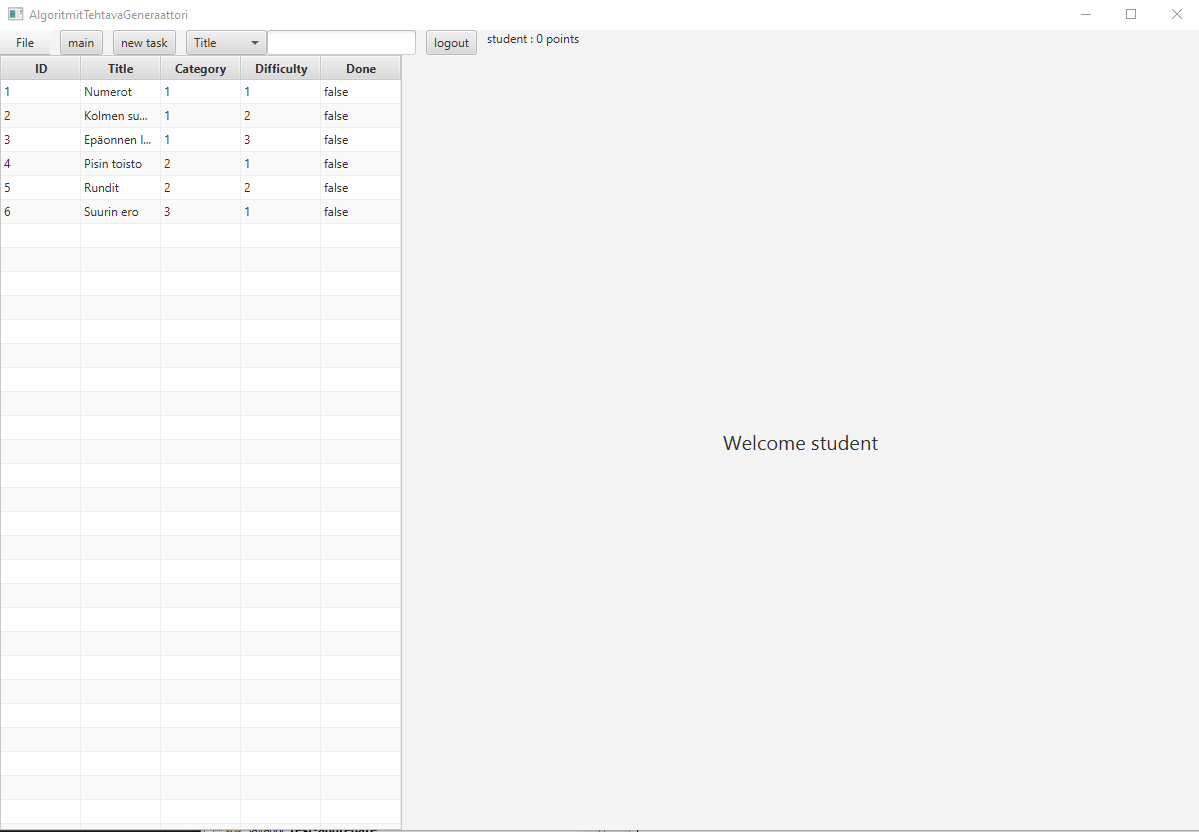 AlgoritmitTehtavaGeneraattori
File main new task Title logout student : 0 points
ID Title Category Difficulty Done
1 Numerot 1 1 false
2 Kolmen su... 1 2 false
3 Epäonnen l... 1 3 false
4 Pisin toisto 2 1 false
5 Rundit 2 2 false
6 Suurin ero 3 1 false
Welcome student